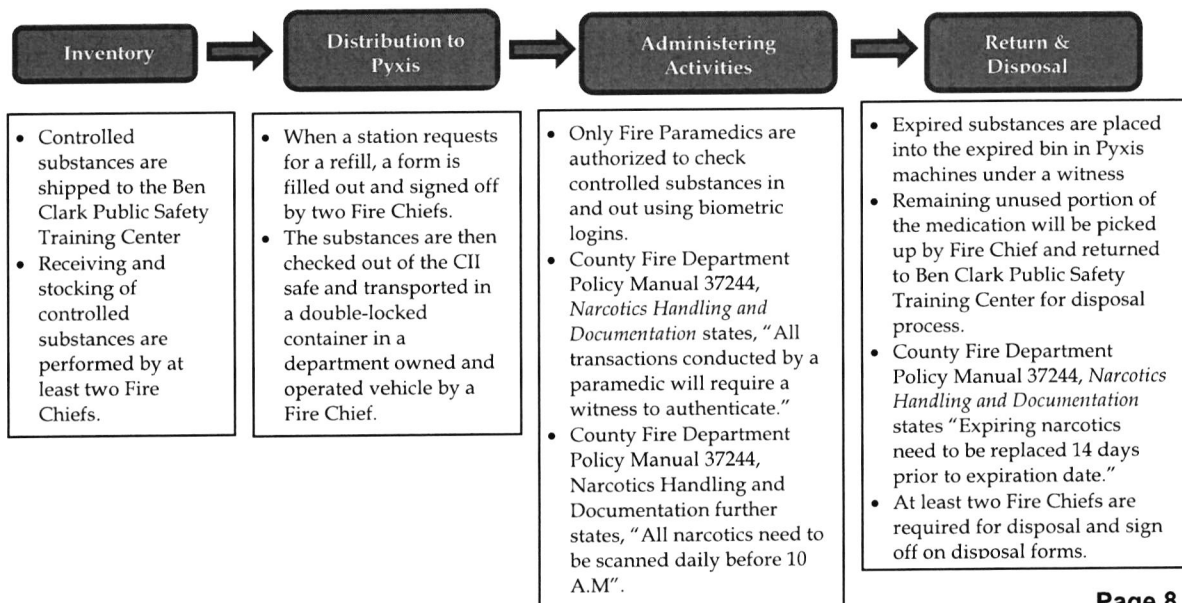 Inventory
Distribution to
Pyxis
Administering
Activities
Return &
Disposal
• Controlled
substances are
shipped to the Ben
Clark Public Safety
Training Center
• Receiving and
stocking of
controlled
substances are
performed by at
least two Fire
Chiefs.
• When a station requests
for a refill, a form is
filled out and signed off
by two Fire Chiefs.
• The substances are then
checked out of the CII
safe and transported in
a double-locked
container in a
department owned and
operated vehicle by a
Fire Chief.
• Only Fire Paramedics are
authorized to check
controlled substances in
and out using biometric
logins.
• County Fire Department
Policy Manual 37244,
Narcotics Handling and
Documentation states, “All
transactions conducted by a
paramedic will require a
witness to authenticate.”
• County Fire Department
Policy Manual 37244,
Narcotics Handling and
Documentation further
states, “All narcotics need to
be scanned daily before 10
A.M”.
• Expired substances are placed
into the expired bin in Pyxis
machines under a witness
• Remaining unused portion of
the medication will be picked
up by Fire Chief and returned
to Ben Clark Public Safety
Training Center for disposal
process.
• County Fire Department
Policy Manual 37244, Narcotics
Handling and Documentation
states “Expiring narcotics
need to be replaced 14 days
prior to expiration date.”
• At least two Fire Chiefs are
required for disposal and sign
off on disposal forms.
Page 8